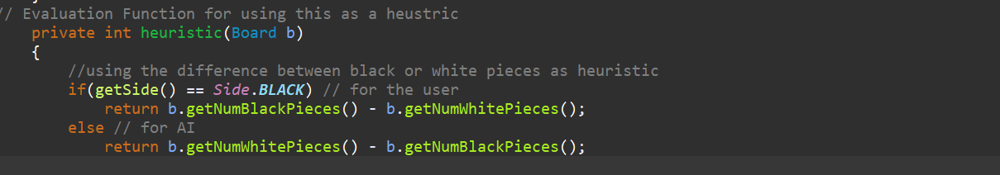 // Evaluation Function for using this as a heustric
private int heuristic(Board b)
{
//using the difference between black or white pieces as heuristic
if(getSide() == Side.BLACK) // for the user
return b.getNumBlackPieces() - b.getNumWhitePieces();
else // for AI
return b.getNumWhitePieces() - b.getNumBlackPieces();